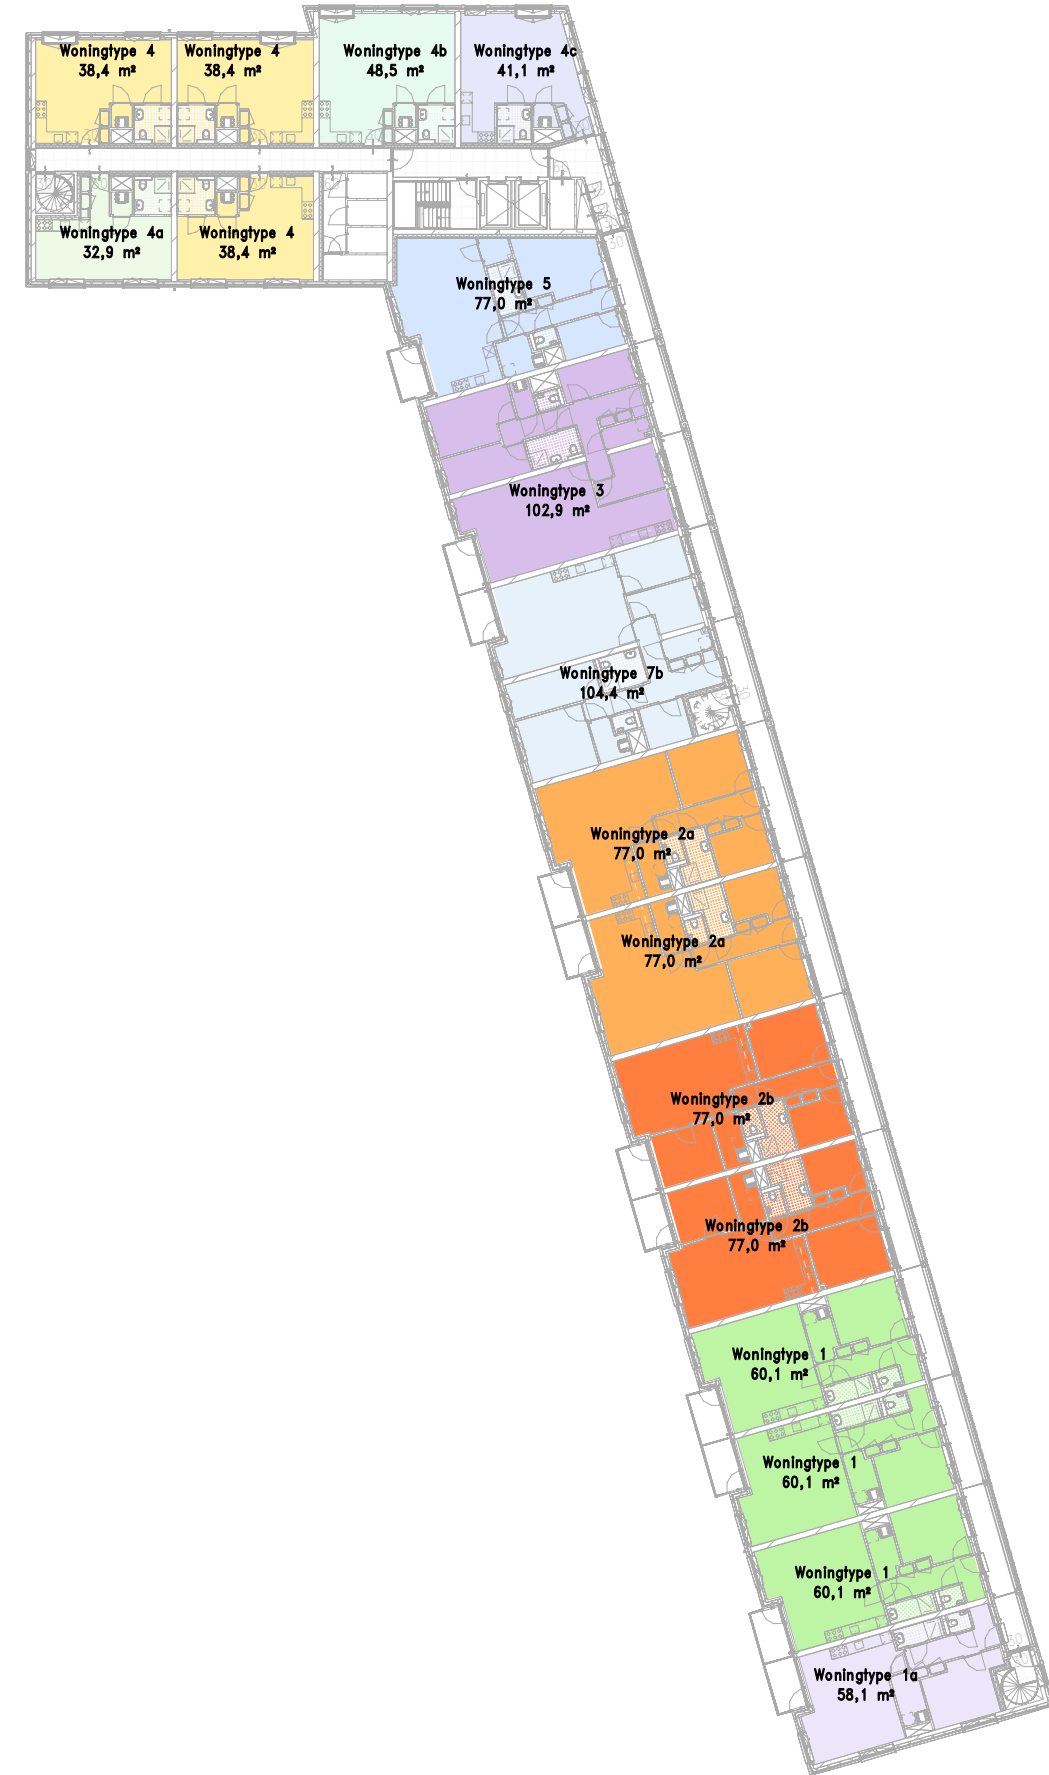 Woningtype 4
38,4 m²
Woningtype 4
38,4 m²
Woningtype 4b
48,5 m²
Woningtype 4c
41,1 m²
Woningtype 4a
32,9 m²
Woningtype 4
38,4 m²
30
Woningtype 5
77,0 m²
Woningtype 3
102,9 m²
Woningtype 7b
104,4 m²
30
Woningtype 2a
77,0 m²
Woningtype 2a
77,0 m²
Woningtype 2b
77,0 m²
Woningtype 2b
77,0 m²
Woningtype 1
60,1 m²
Woningtype 1
60,1 m²
Woningtype 1
60,1 m²
30
Woningtype 1a
58,1 m²